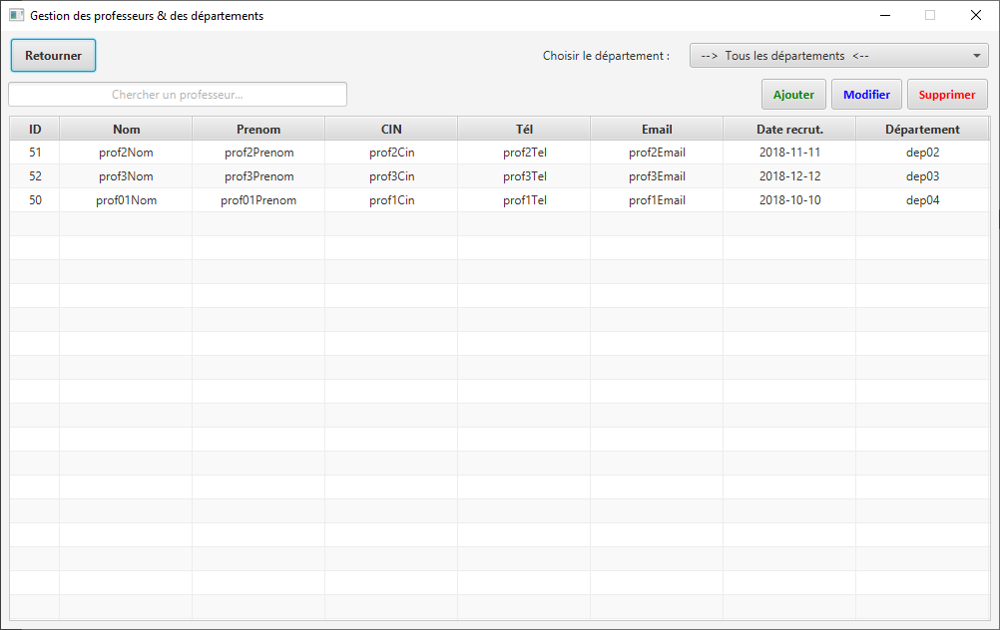 Gestion des professeurs & des départements
Retourner Choisir le département : --> Tous les départements <--
Chercher un professeur... Ajouter Modifier Supprimer
ID Nom Prenom CIN Tél Email Date recrut. Département
51 prof2Nom prof2Prenom prof2Cin prof2Tel prof2Email 2018-11-11 dep02
52 prof3Nom prof3Prenom prof3Cin prof3Tel prof3Email 2018-12-12 dep03
50 prof01Nom prof01Prenom prof1Cin prof1Tel prof1Email 2018-10-10 dep04